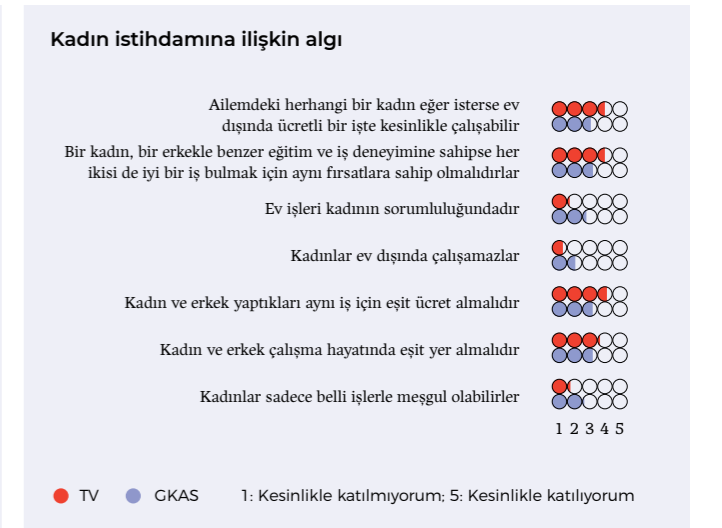 Kadın istihdamına ilişkin algı
Ailemdeki herhangi bir kadın eğer isterse ev
dışında ücretli bir işte kesinlikle çalışabilir
Bir kadın, bir erkekle benzer eğitim ve iş deneyimine sahipse her
ikisi de iyi bir iş bulmak için aynı fırsatlara sahip olmalıdırlar
Ev işleri kadının sorumluluğundadır
Kadınlar ev dışında çalışamazlar
Kadın ve erkek yaptıkları aynı iş için eşit ücret almalıdır
Kadın ve erkek çalışma hayatında eşit yer almalıdır
Kadınlar sadece belli işlerle meşgul olabilirler
1 2 3 4 5
TV GKAS 1: Kesinlikle katılmıyorum; 5: Kesinlikle katılıyorum